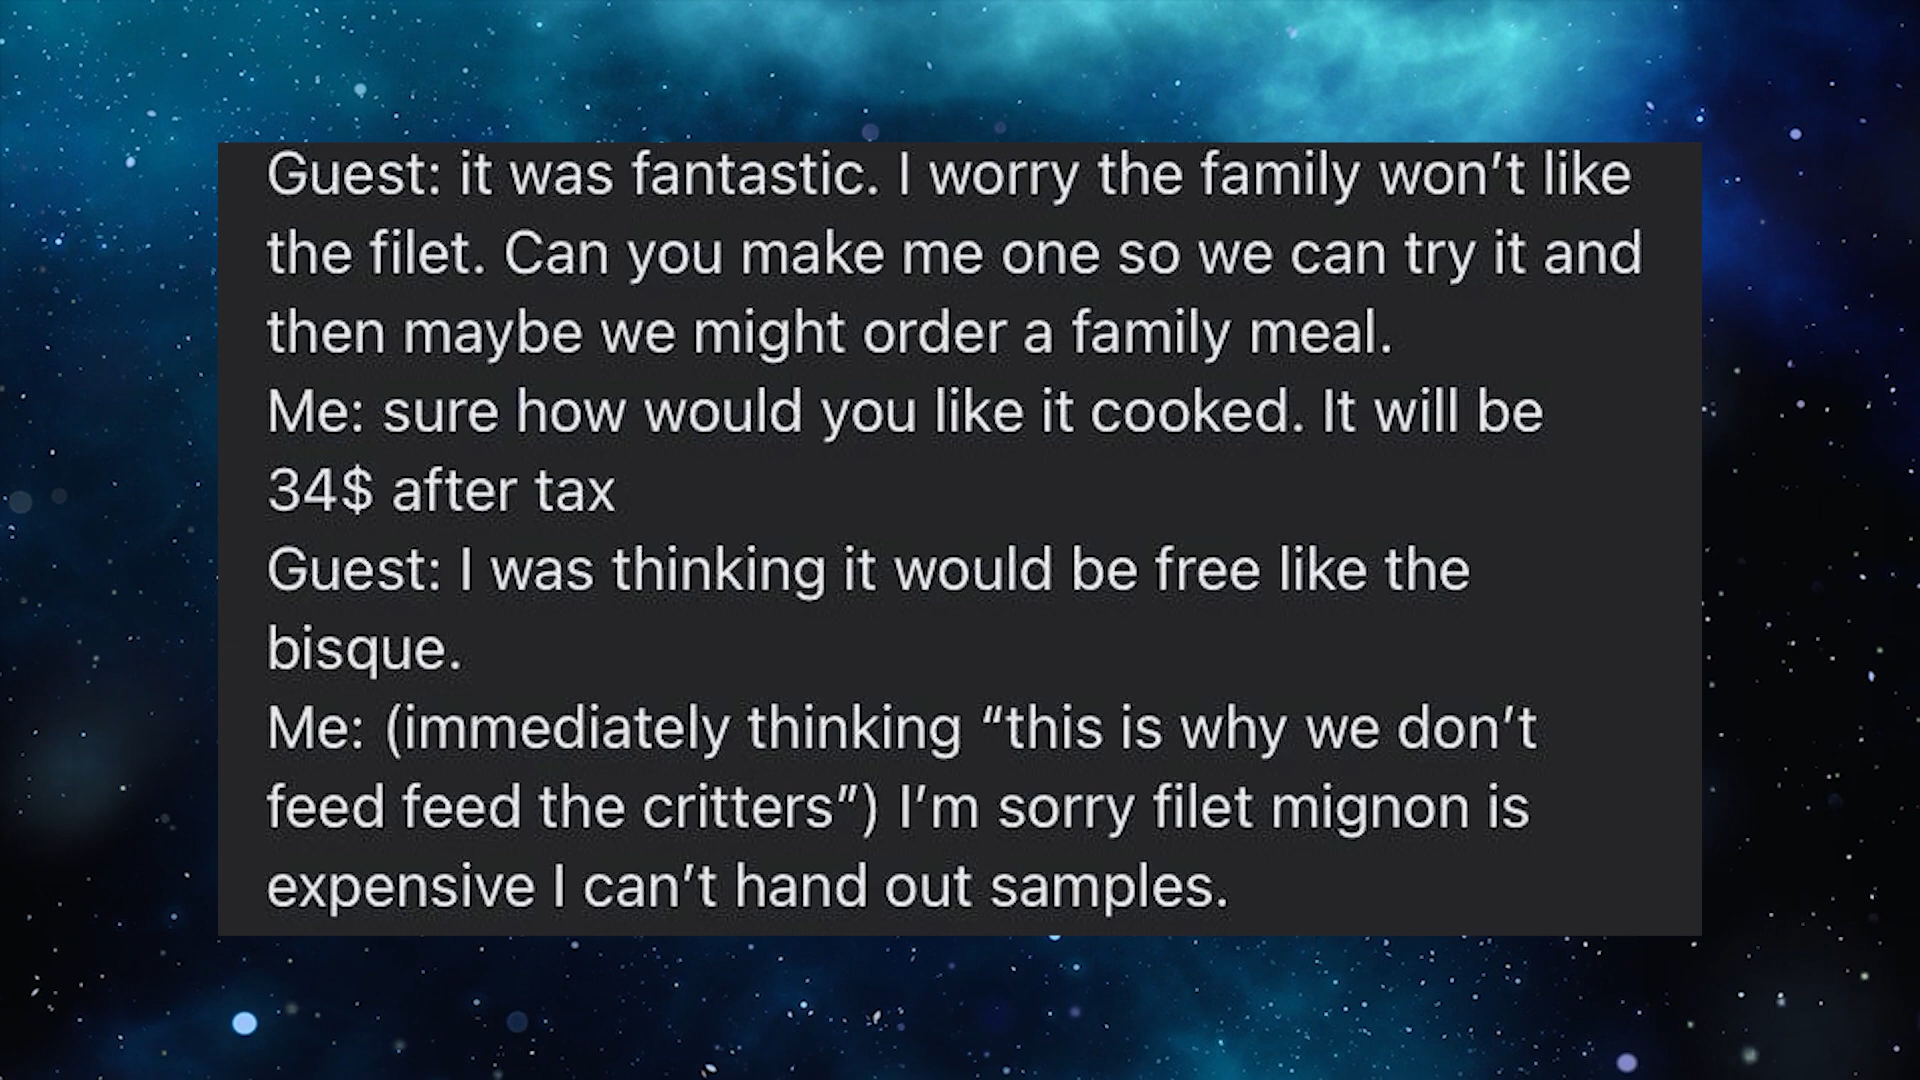 Guest: it was fantastic. I worry the family won’t like
the filet. Can you make me one so we can try it and
then maybe we might order a family meal.
Me: sure how would you like it cooked. It will be
34$ after tax
Guest: I was thinking it would be free like the
bisque.
Me: (immediately thinking “this is why we don’t
feed feed the critters”) I’m sorry filet mignon is
expensive I can’t hand out samples.